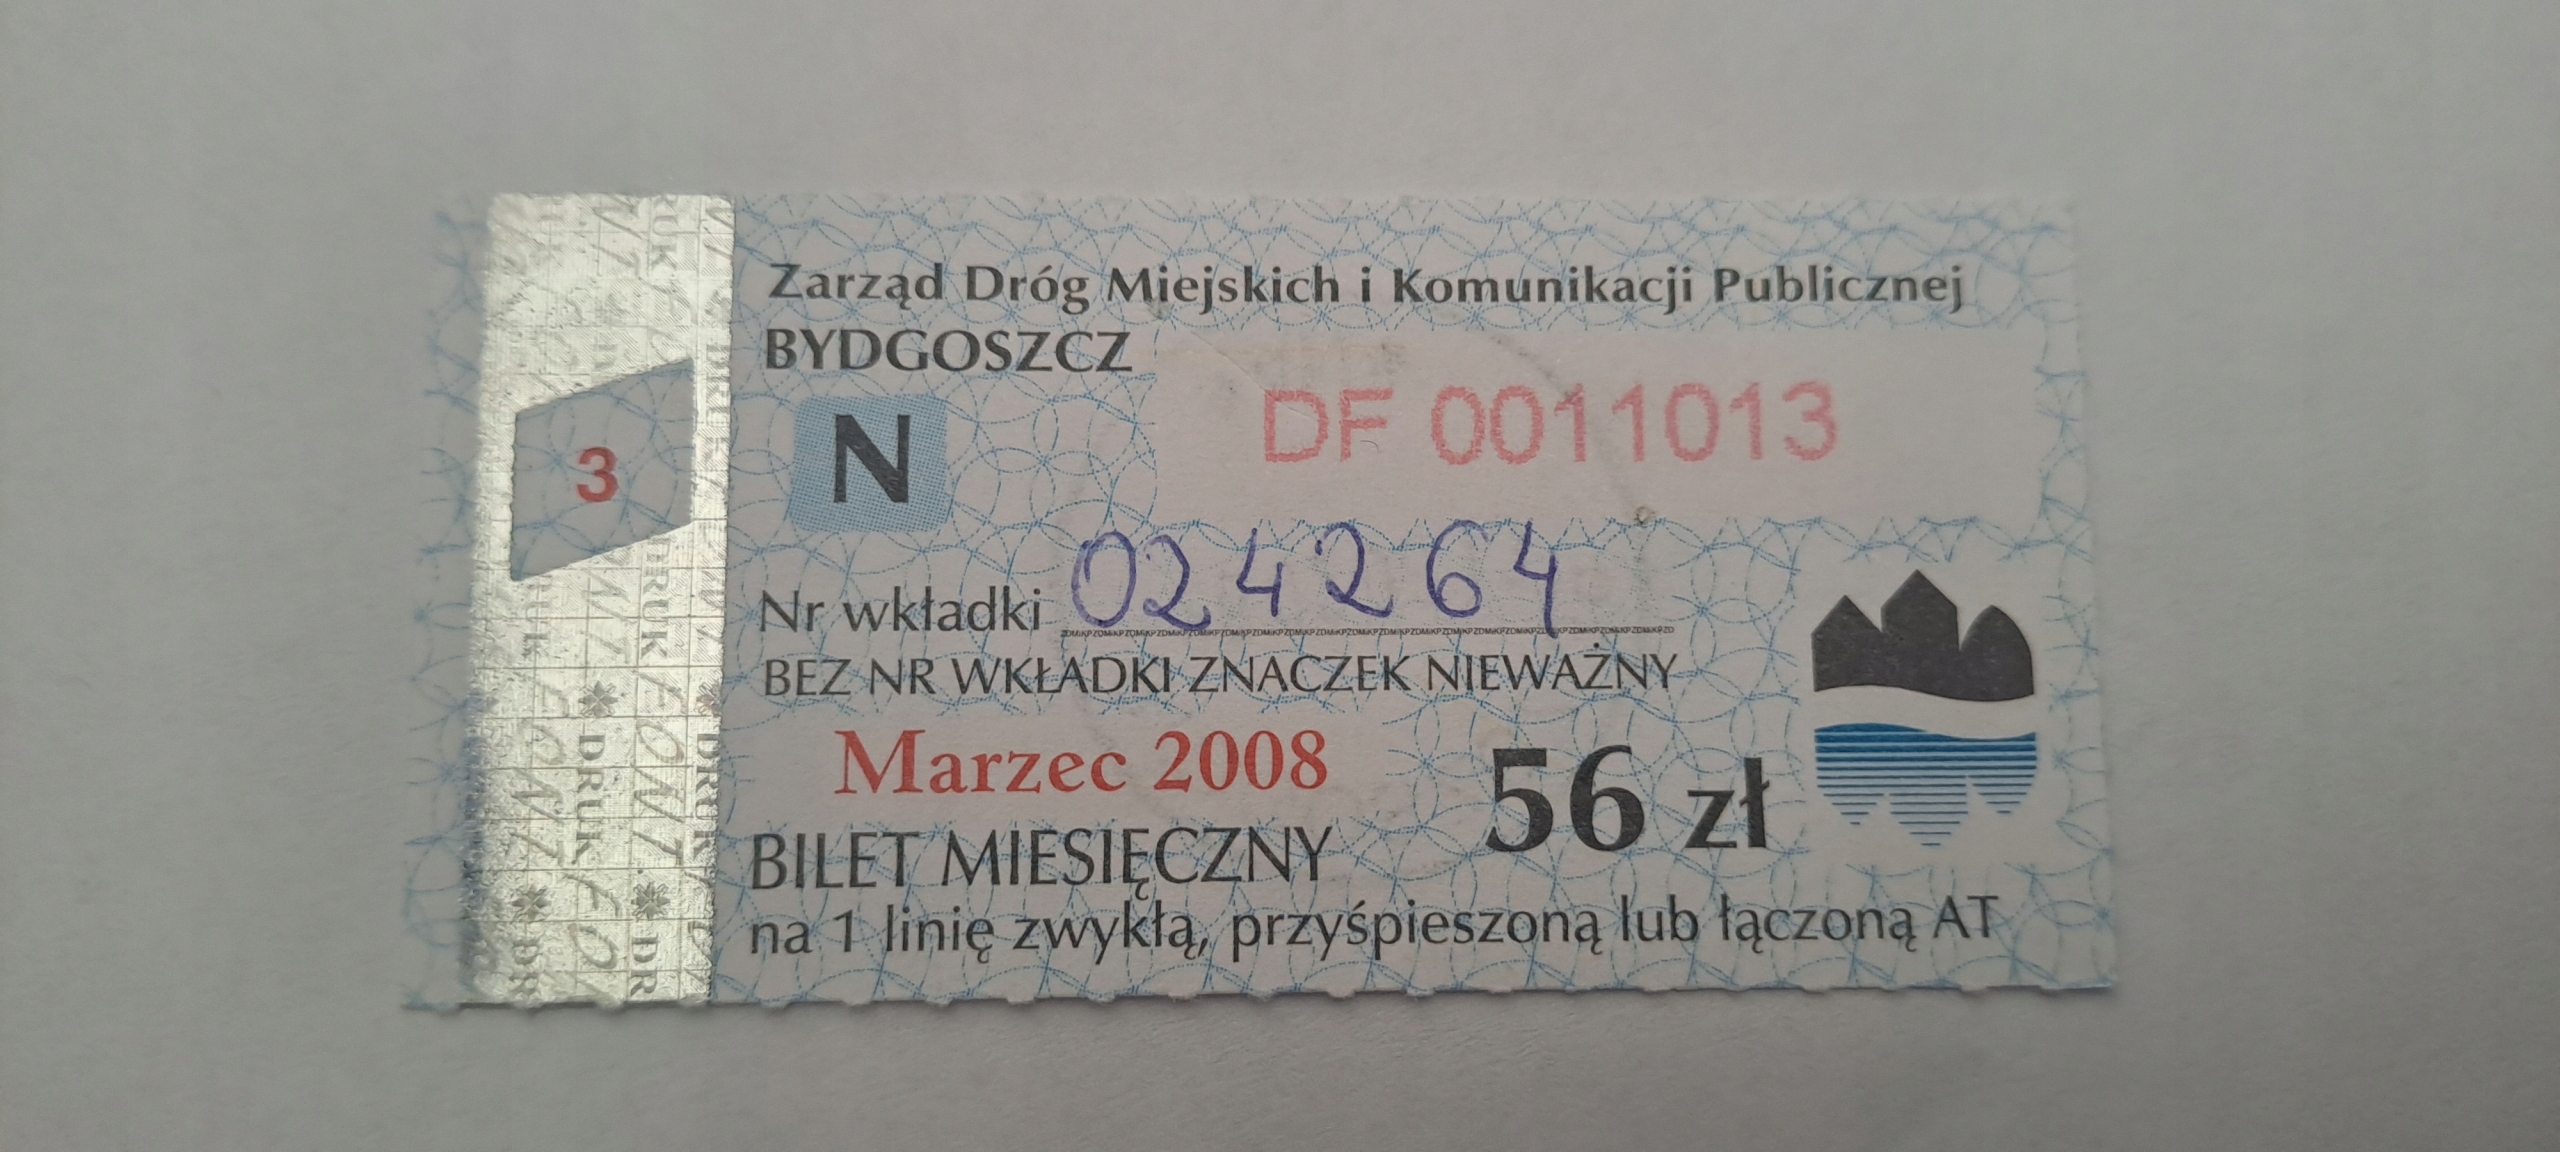 Zarząd Dróg Miejskich i Komunikacji Publicznej
BYDGOSZCZ
3
N
DF 0011013
Nr wkładki 024264
BEZ NR WKŁADKI ZNACZEK NIEWAŻNY
Marzec 2008
56 zł
BILET MIESIĘCZNY
na 1 linię zwykłą, przyśpieszoną lub łączoną AT